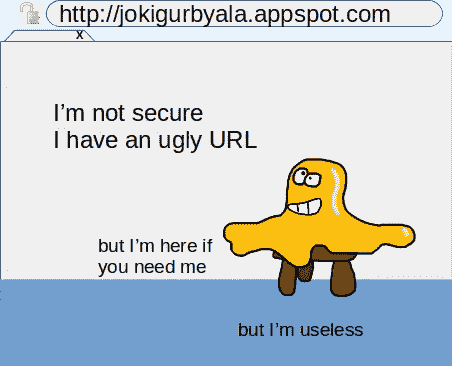 http://jokigurbyala.appspot.com
x
I'm not secure
I have an ugly URL
but I'm here if
you need me
but I'm useless